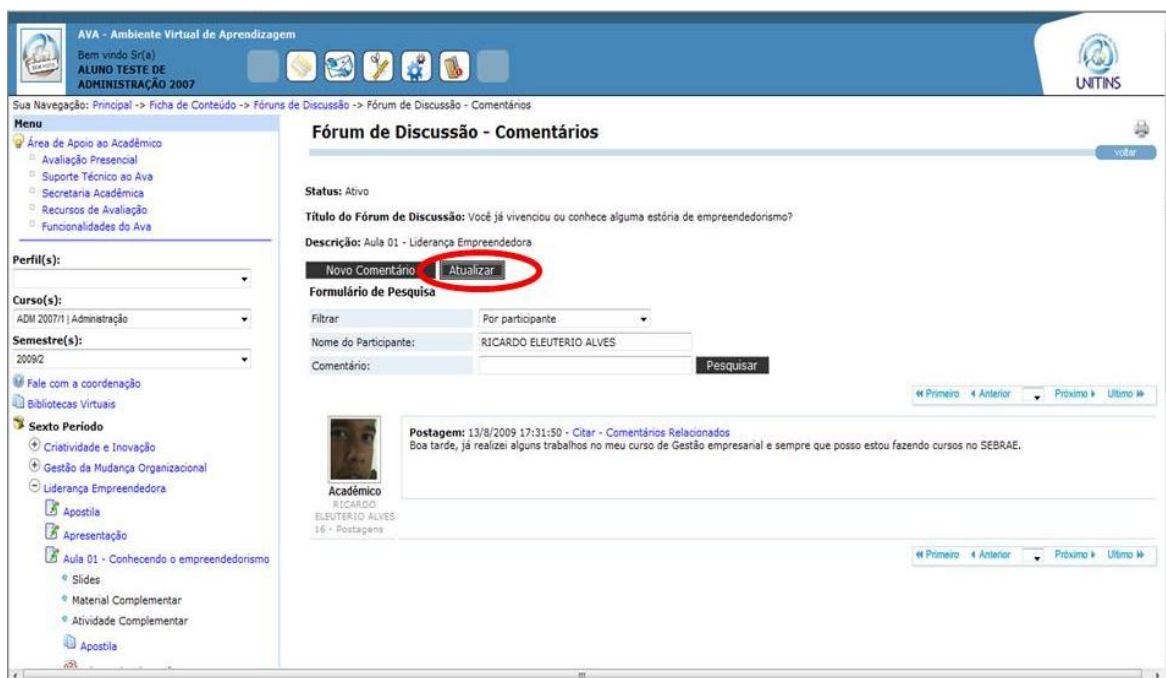 AVA - Ambiente Virtual de Aprendizagem
Bem vindo Sr(a)
ALUNO TESTE DE
ADMINISTRAÇÃO 2007
UNITINS
Sua Navegação: Principal -> Ficha de Conteúdo -> Fóruns de Discussão -> Fórum de Discussão - Comentários
Menu
Área de Apoio ao Acadêmico
Avaliação Presencial
Suporte Técnico ao Ava
Secretaria Acadêmica
Recursos de Avaliação
Funcionalidades do Ava
Perfil(s):
Curso(s):
ADM 2007/1 | Administração
Semestre(s):
2009/2
Fale com a coordenação
Bibliotecas Virtuais
Sexto Período
Criatividade e Inovação
Gestão da Mudança Organizacional
Liderança Empreendedora
Apostila
Apresentação
Aula 01 - Conhecendo o empreendedorismo
Slides
Material Complementar
Atividade Complementar
Apostila
Fórum de Discussão - Comentários
voltar
Status: Ativo
Título do Fórum de Discussão: Você já vivenciou ou conhece alguma estória de empreendedorismo?
Descrição: Aula 01 - Liderança Empreendedora
Novo Comentário Atualizar
Formulário de Pesquisa
Filtrar Por participante
Nome do Participante: RICARDO ELEUTERIO ALVES
Comentário: Pesquisar
Primeiro Anterior Próximo Ultimo
Postagem: 13/8/2009 17:31:50 - Citar - Comentários Relacionados
Boa tarde, já realizei alguns trabalhos no meu curso de Gestão empresarial e sempre que posso estou fazendo cursos no SEBRAE.
Acadêmico
RICARDO
ELEUTERIO ALVES
16 - Postagens
Primeiro Anterior Próximo Ultimo